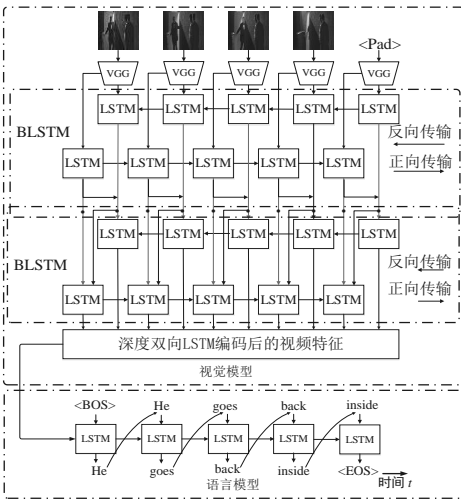 <Pad>
VGG VGG VGG VGG VGG
LSTM LSTM LSTM LSTM LSTM
BLSTM
反向传输
LSTM LSTM LSTM LSTM LSTM
正向传输
LSTM LSTM LSTM LSTM LSTM
BLSTM
反向传输
正向传输
LSTM LSTM LSTM LSTM LSTM
深度双向LSTM编码后的视频特征
视觉模型
<BOS> He goes back inside
LSTM LSTM LSTM LSTM LSTM
He goes back inside <EOS>
语言模型
时间 t